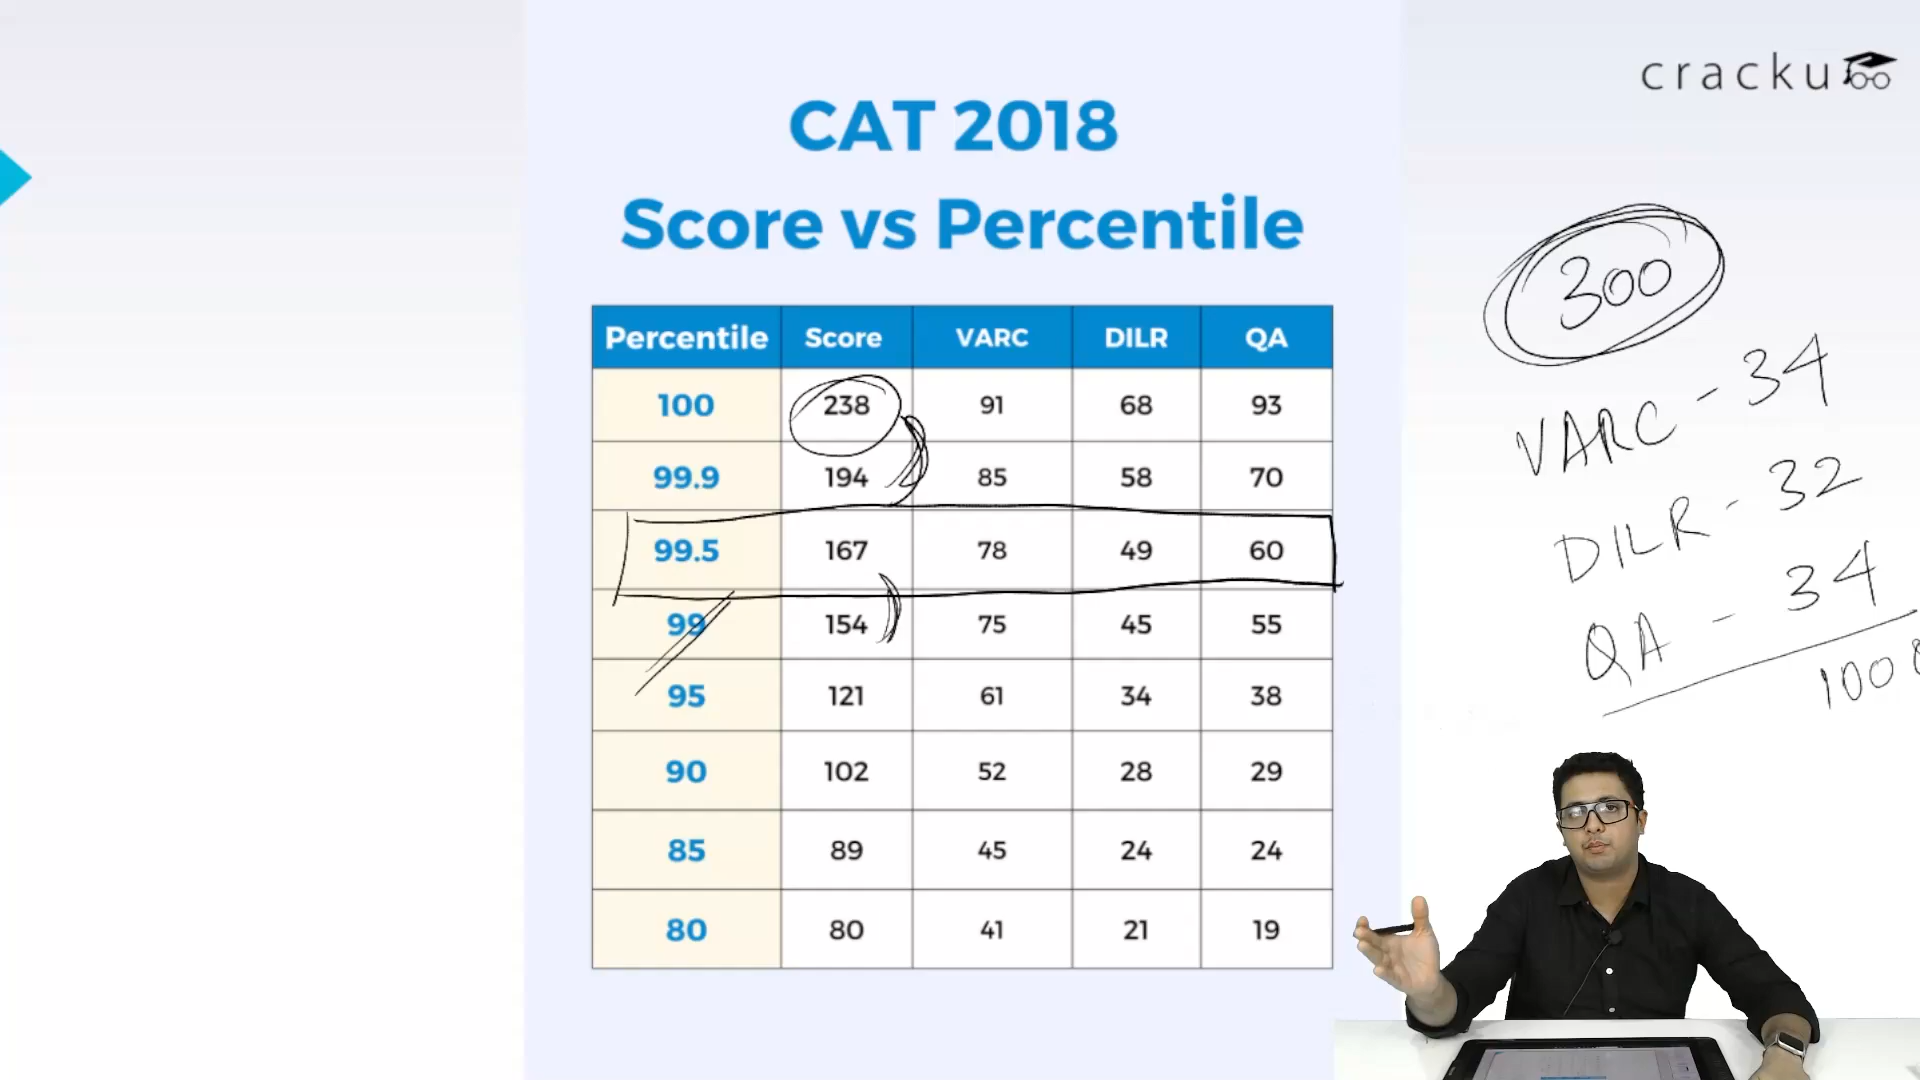 cracku
CAT 2018
Score vs Percentile
Percentile Score VARC DILR QA
100 238 91 68 93
99.9 194 85 58 70
99.5 167 78 49 60
99 154 75 45 55
95 121 61 34 38
90 102 52 28 29
85 89 45 24 24
80 80 41 21 19
300
VARC - 34
DILR - 32
QA - 34
100